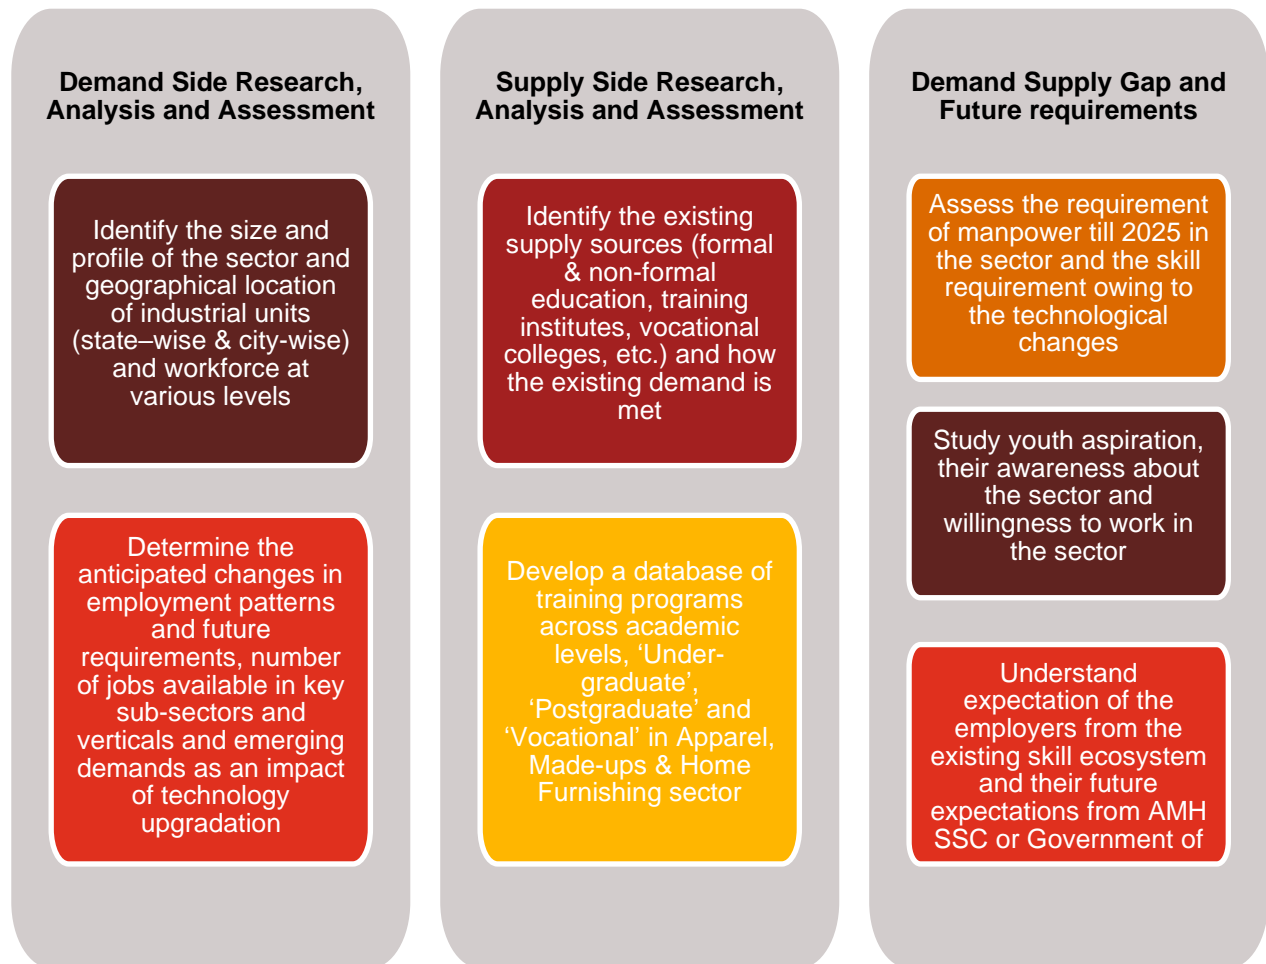 Demand Side Research,
Analysis and Assessment
Identify the size and
profile of the sector and
geographical location
of industrial units
(state–wise & city-wise)
and workforce at
various levels
Determine the
anticipated changes in
employment patterns
and future
requirements, number
of jobs available in key
sub-sectors and
verticals and emerging
demands as an impact
of technology
upgradation
Supply Side Research,
Analysis and Assessment
Identify the existing
supply sources (formal
& non-formal
education, training
institutes, vocational
colleges, etc.) and how
the existing demand is
met
Develop a database of
training programs
across academic
levels, ‘Under-
graduate’,
‘Postgraduate’ and
‘Vocational’ in Apparel,
Made-ups & Home
Furnishing sector
Demand Supply Gap and
Future requirements
Assess the requirement
of manpower till 2025 in
the sector and the skill
requirement owing to
the technological
changes
Study youth aspiration,
their awareness about
the sector and
willingness to work in
the sector
Understand
expectation of the
employers from the
existing skill ecosystem
and their future
expectations from AMH
SSC or Government of